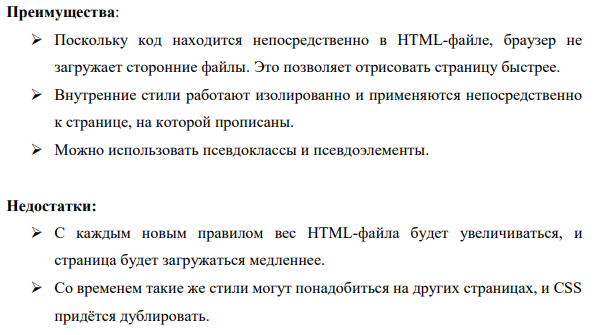 Преимущества:
➢ Поскольку код находится непосредственно в HTML-файле, браузер не
загружает сторонние файлы. Это позволяет отрисовать страницу быстрее.
➢ Внутренние стили работают изолированно и применяются непосредственно
к странице, на которой прописаны.
➢ Можно использовать псевдоклассы и псевдоэлементы.
Недостатки:
➢ С каждым новым правилом вес HTML-файла будет увеличиваться, и
страница будет загружаться медленнее.
➢ Со временем такие же стили могут понадобиться на других страницах, и CSS
придётся дублировать.